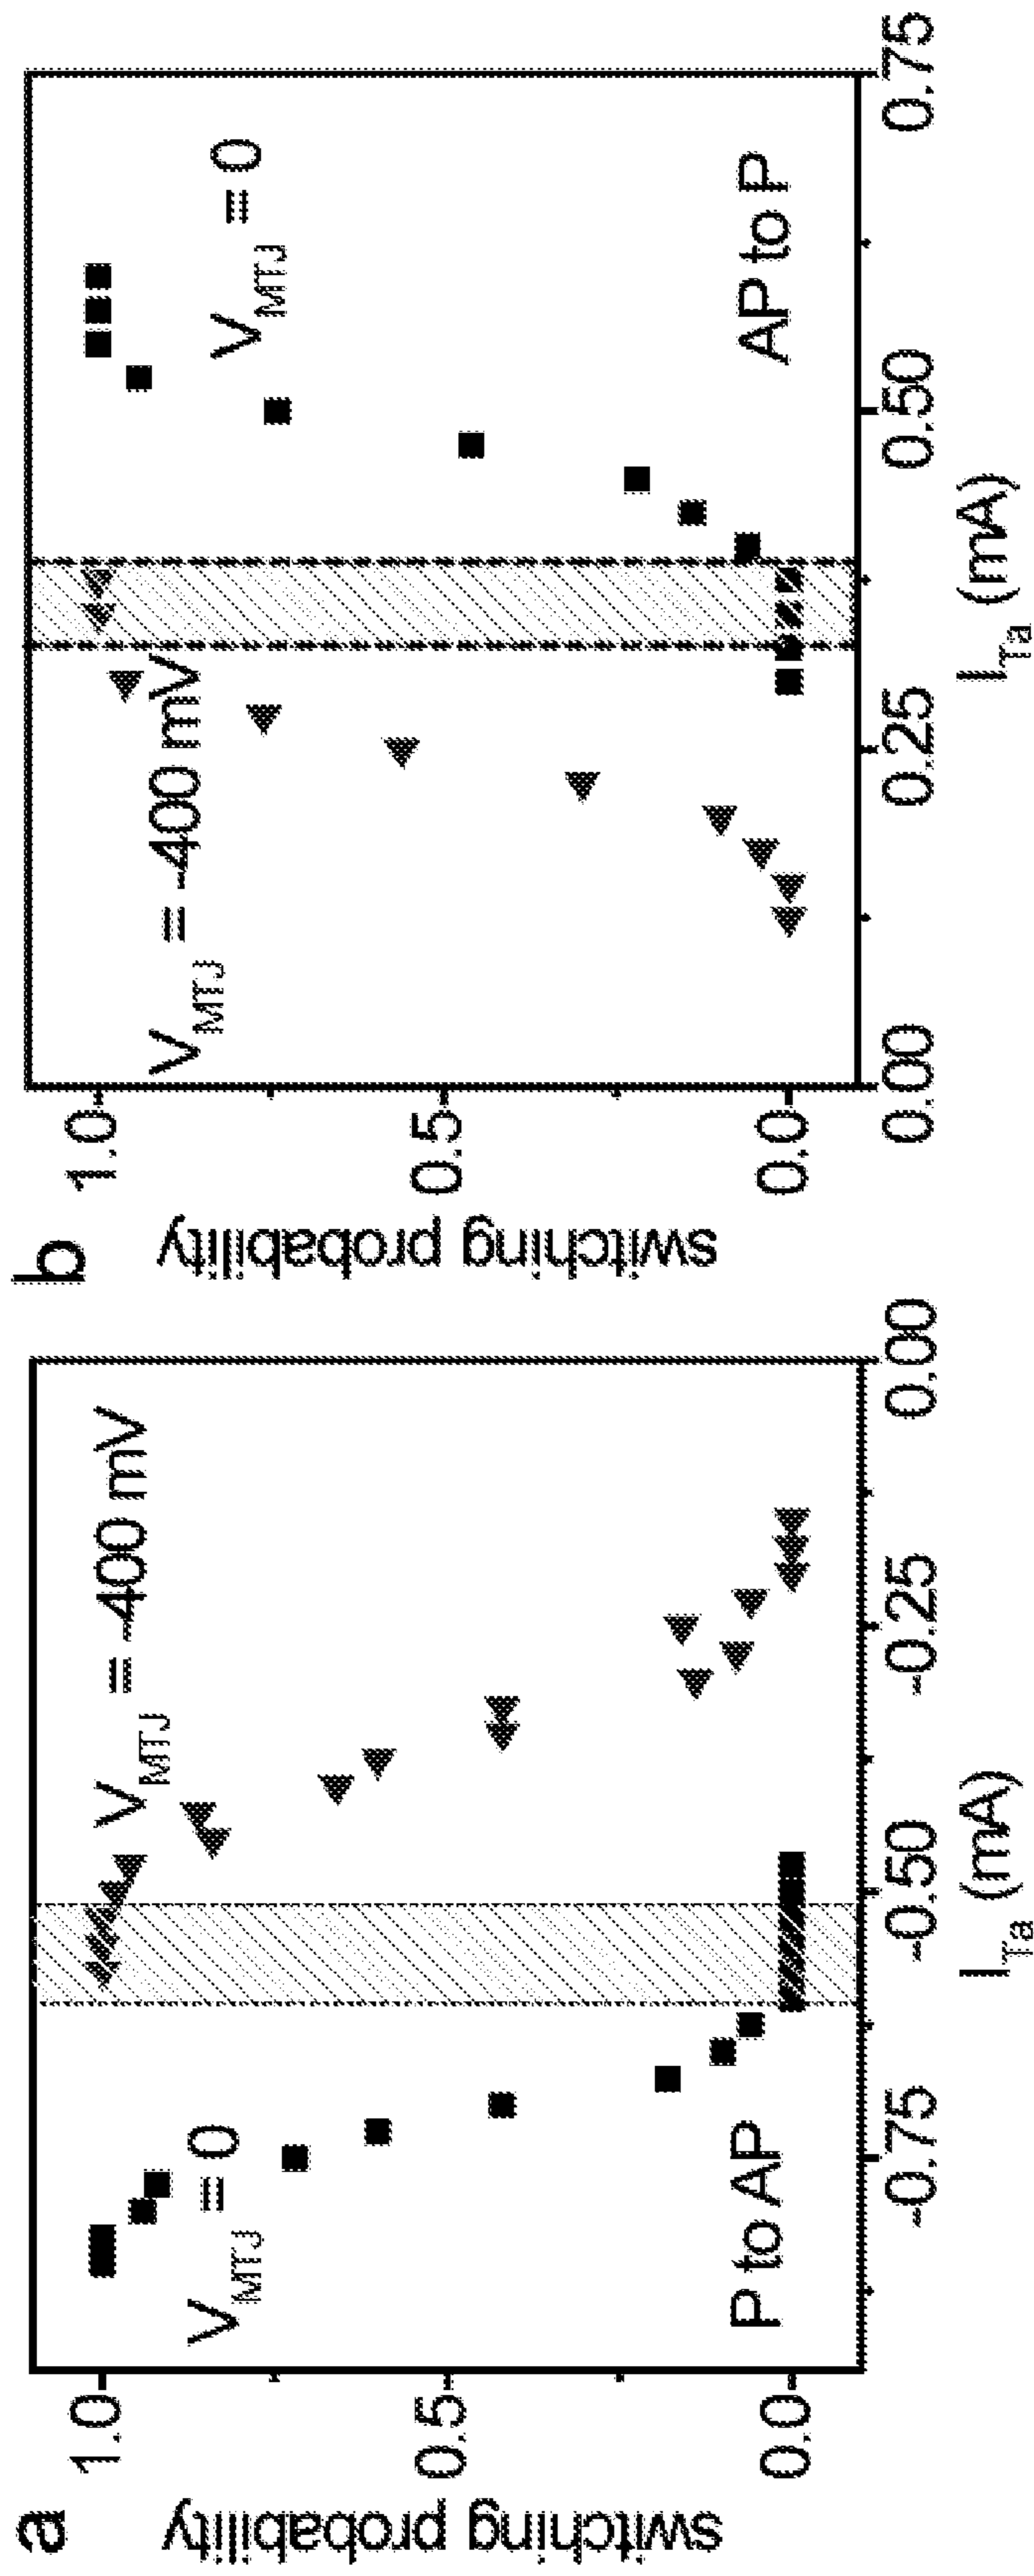 a
switching probability
1.0
0.5
0.0
V_MTJ = 0
V_MTJ = -400 mV
P to AP
-0.75
-0.50
-0.25
0.00
I_Ta (mA)
b
switching probability
1.0
0.5
0.0
V_MTJ = -400 mV
V_MTJ = 0
AP to P
0.00
0.25
0.50
0.75
I_Ta (mA)